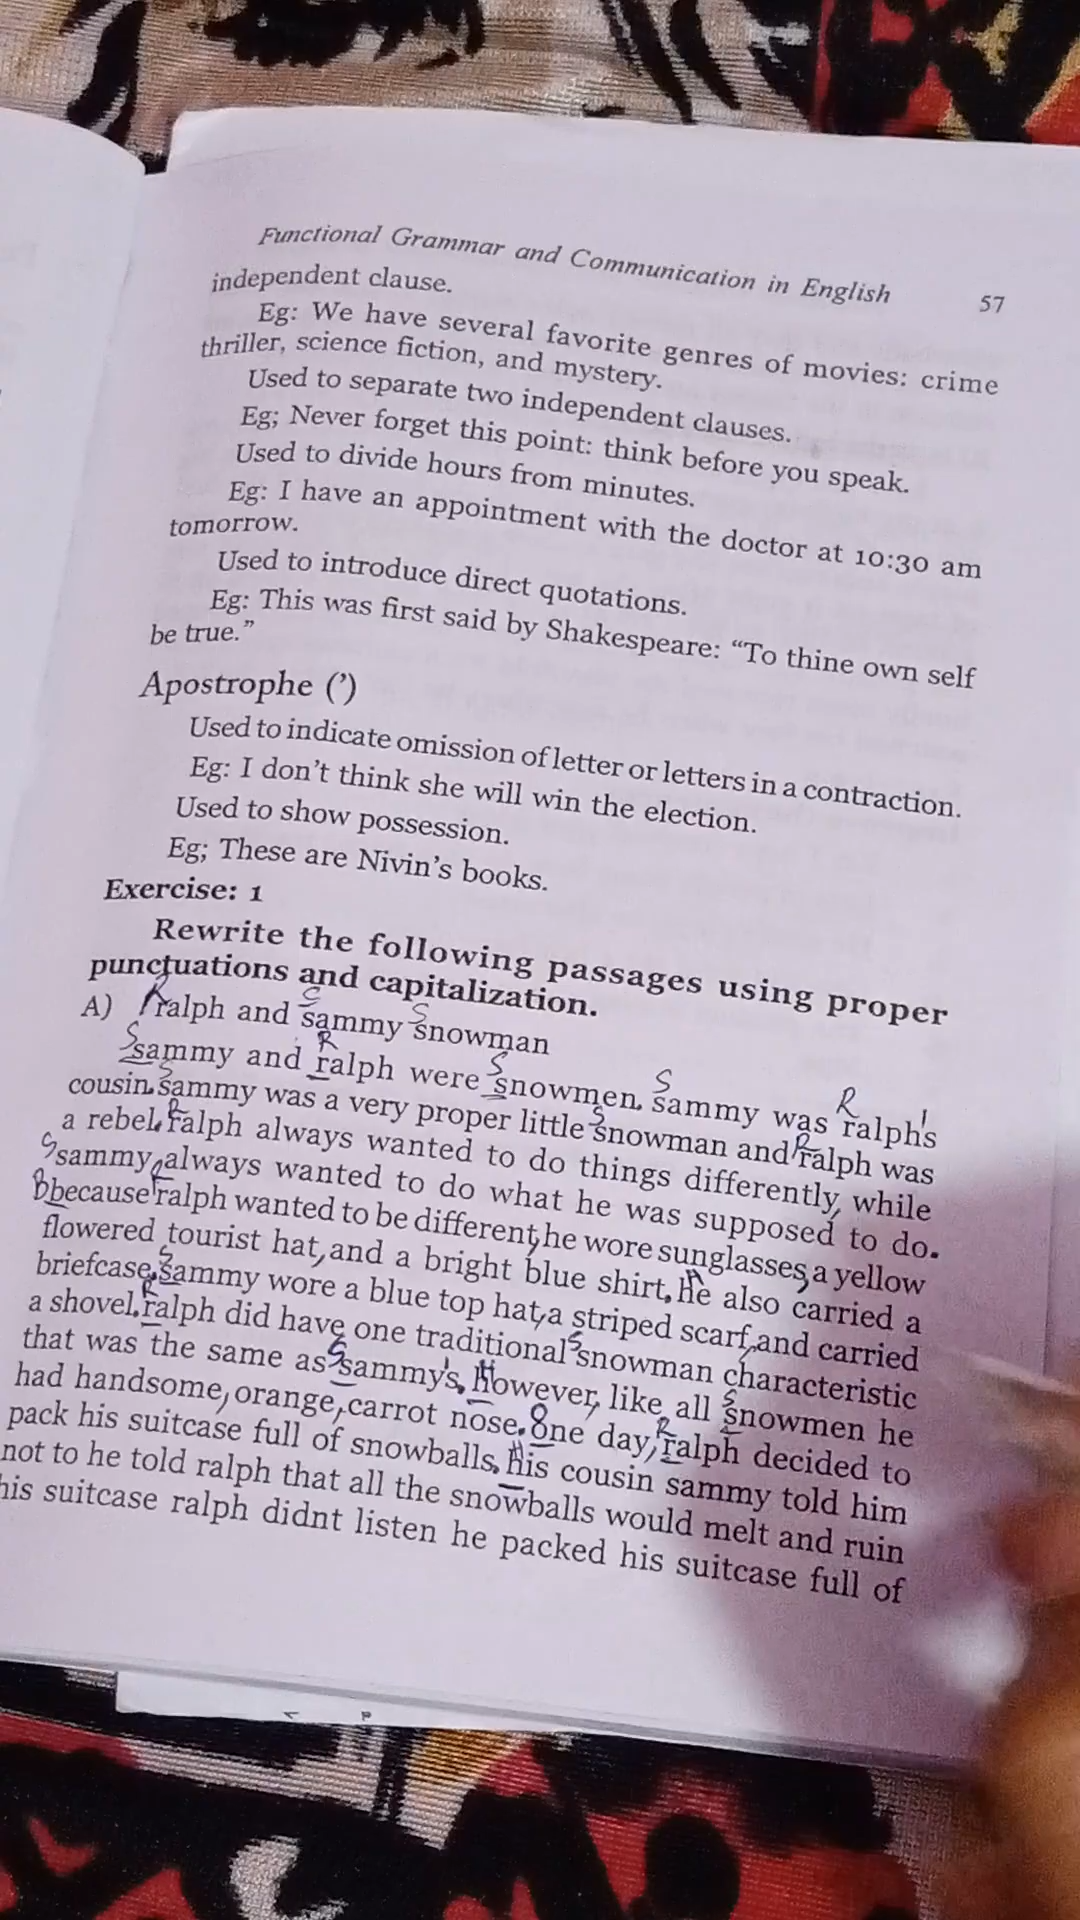 Functional Grammar and Communication in English 57
independent clause.
Eg: We have several favorite genres of movies: crime
thriller, science fiction, and mystery.
Used to separate two independent clauses.
Eg; Never forget this point: think before you speak.
Used to divide hours from minutes.
Eg: I have an appointment with the doctor at 10:30 am
tomorrow.
Used to introduce direct quotations.
Eg: This was first said by Shakespeare: “To thine own self
be true.”
Apostrophe (’)
Used to indicate omission of letter or letters in a contraction.
Eg: I don’t think she will win the election.
Used to show possession.
Eg; These are Nivin’s books.
Exercise: 1
Rewrite the following passages using proper
punctuations and capitalization.
R S S
A) ralph and sammy snowman
S R S S R '
sammy and ralph were snowmen. sammy was ralphs
S S R
cousin. sammy was a very proper little snowman and ralph was
R
a rebel. ralph always wanted to do things differently, while
S
sammy, always wanted to do what he was supposed to do.
B R
because ralph wanted to be different, he wore sunglasses, a yellow
H
flowered tourist hat, and a bright blue shirt. he also carried a
S
briefcase. sammy wore a blue top hat, a striped scarf, and carried
R S
a shovel. ralph did have one traditional snowman characteristic
S ' H S
that was the same as sammys. however, like all snowmen he
O R
had handsome, orange, carrot nose. one day, ralph decided to
H
pack his suitcase full of snowballs. his cousin sammy told him
not to he told ralph that all the snowballs would melt and ruin
his suitcase ralph didnt listen he packed his suitcase full of